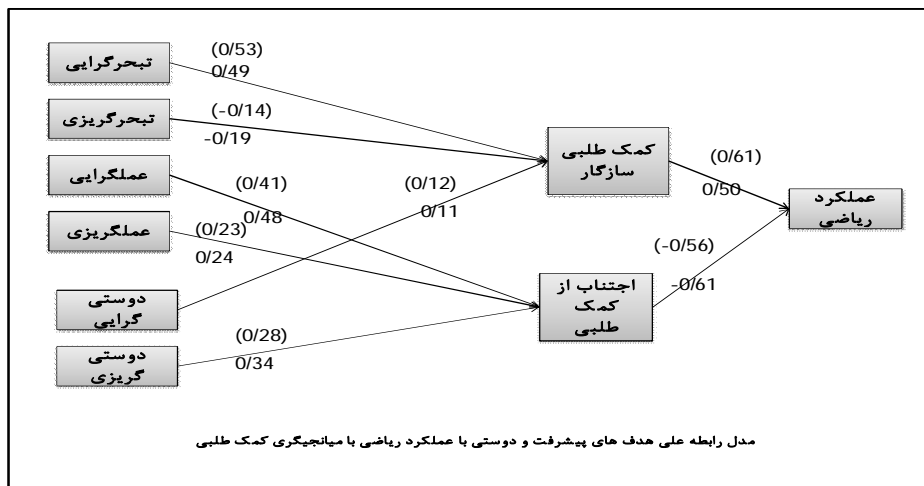 (0/53)
تبحرگرایی
0/49
(-0/14)
تبحرگریزی
-0/19
کمک طلبی
سازگار
(0/61)
عملگرایی
(0/41)
(0/12)
0/50
عملکرد
ریاضی
0/48
0/11
عملگریزی
(0/23)
0/24
(-0/56)
-0/61
اجتناب از
کمک
طلبی
دوستی
گرایی
(0/28)
دوستی
گریزی
0/34
مدل رابطه علی هدف های پیشرفت و دوستی با عملکرد ریاضی با میانجیگری کمک طلبی